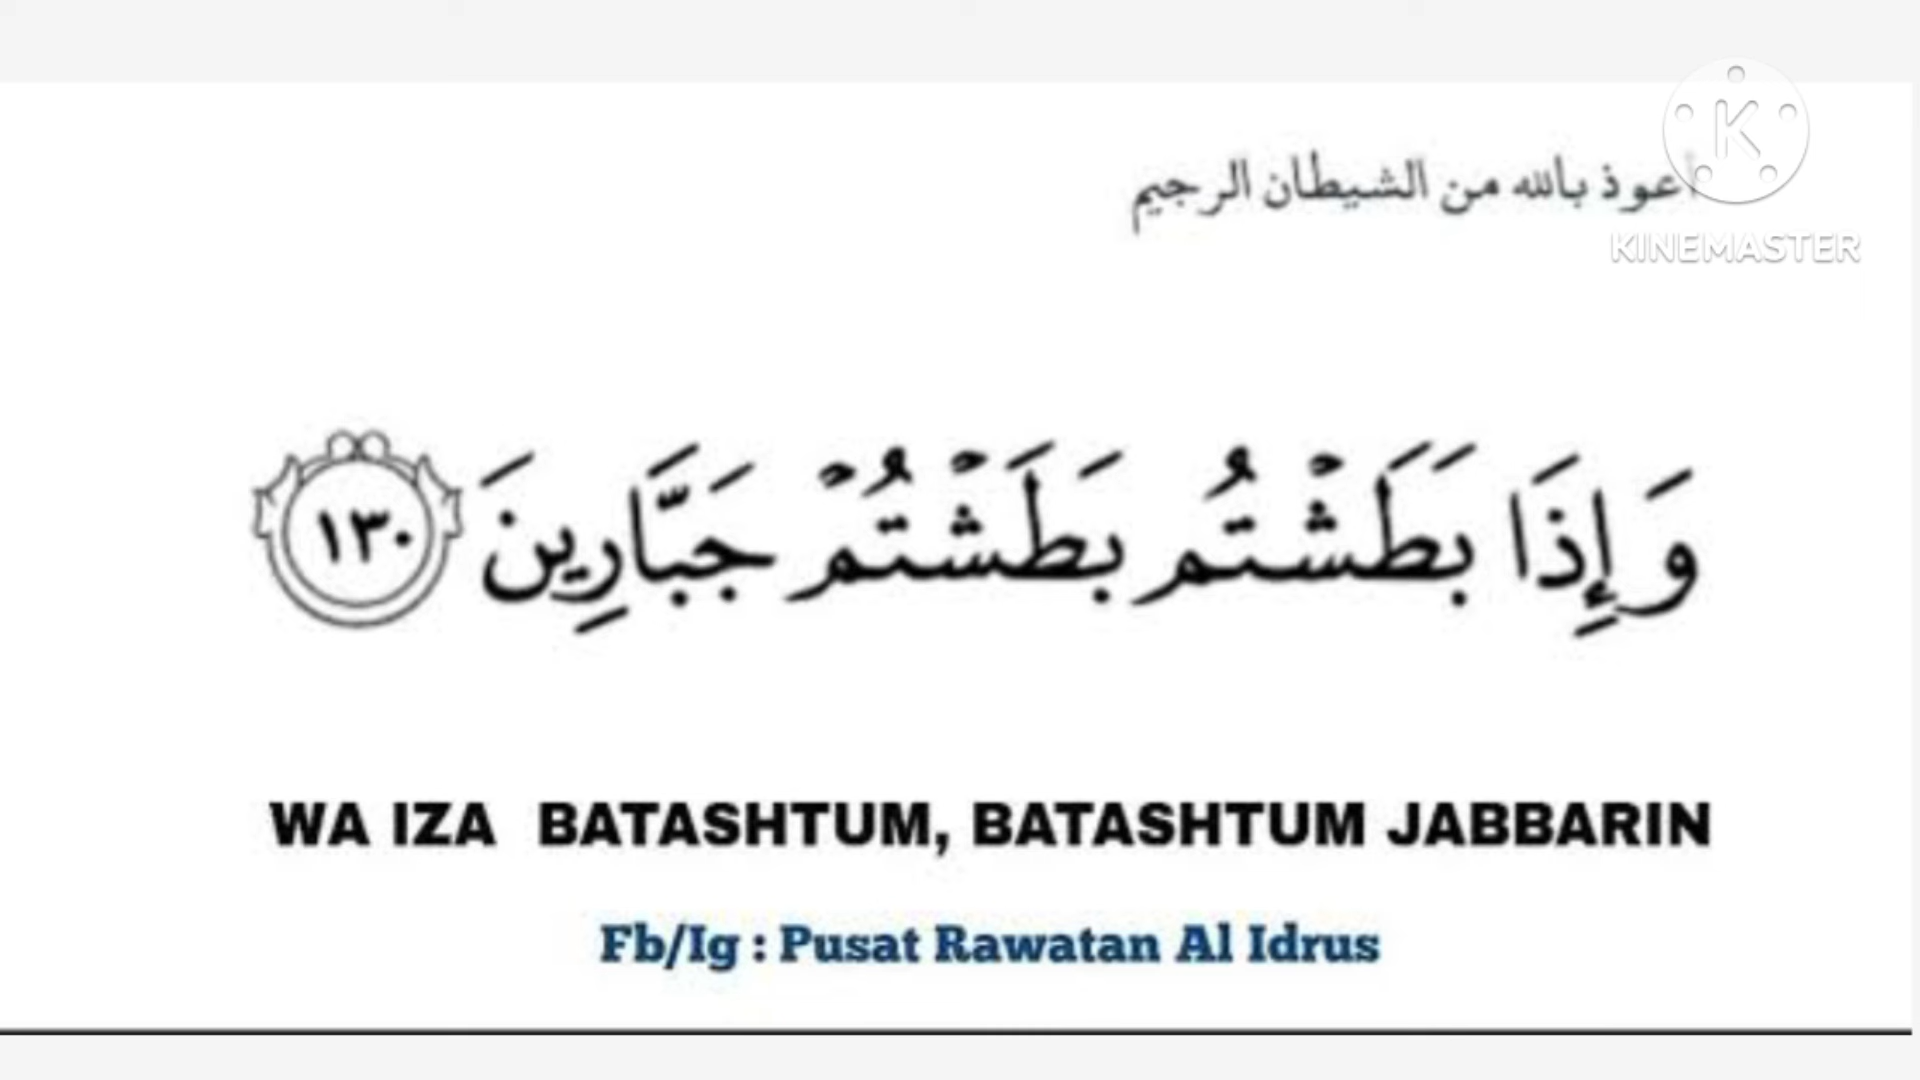 أعوذ بالله من الشيطان الرجيم
KINEMASTER
وَإِذَا بَطَشْتُم بَطَشْتُمْ جَبَّارِينَ ١٣٠
WA IZA BATASHTUM, BATASHTUM JABBARIN
Fb/Ig : Pusat Rawatan Al Idrus